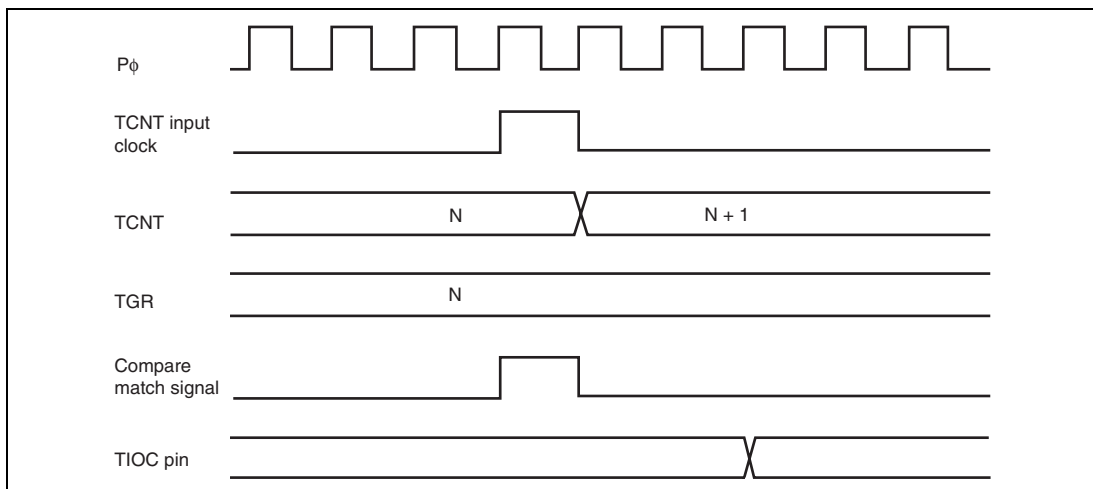 Pφ
TCNT input
clock
TCNT
N
N + 1
TGR
N
Compare
match signal
TIOC pin